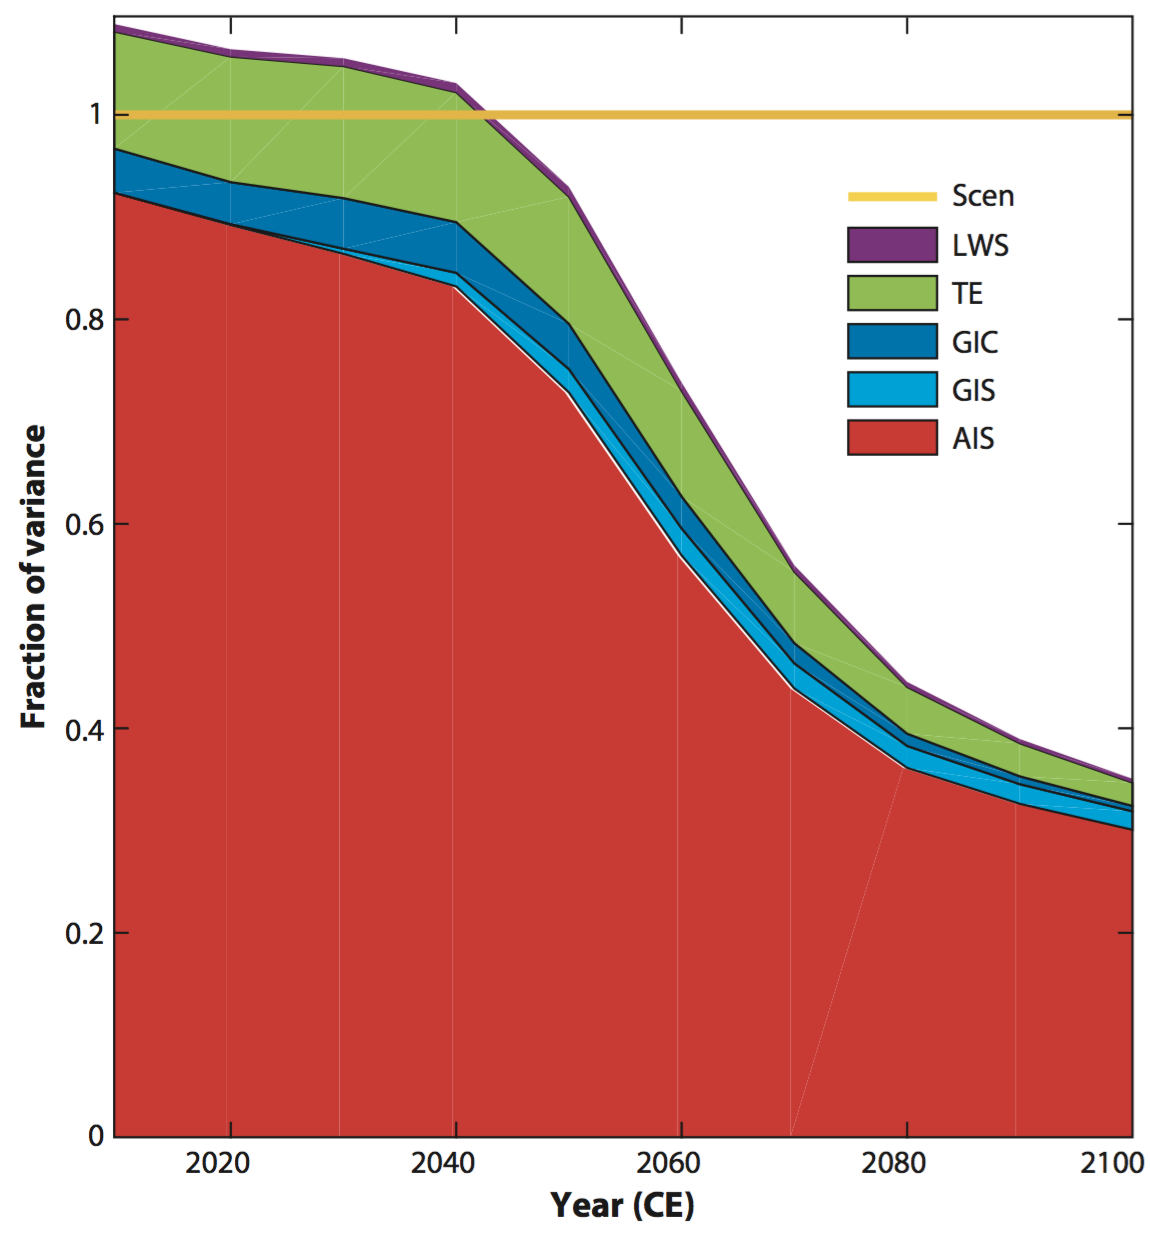 1
0.8
0.6
0.4
0.2
0
Fraction of variance
Scen
LWS
TE
GIC
GIS
AIS
2020
2040
2060
2080
2100
Year (CE)